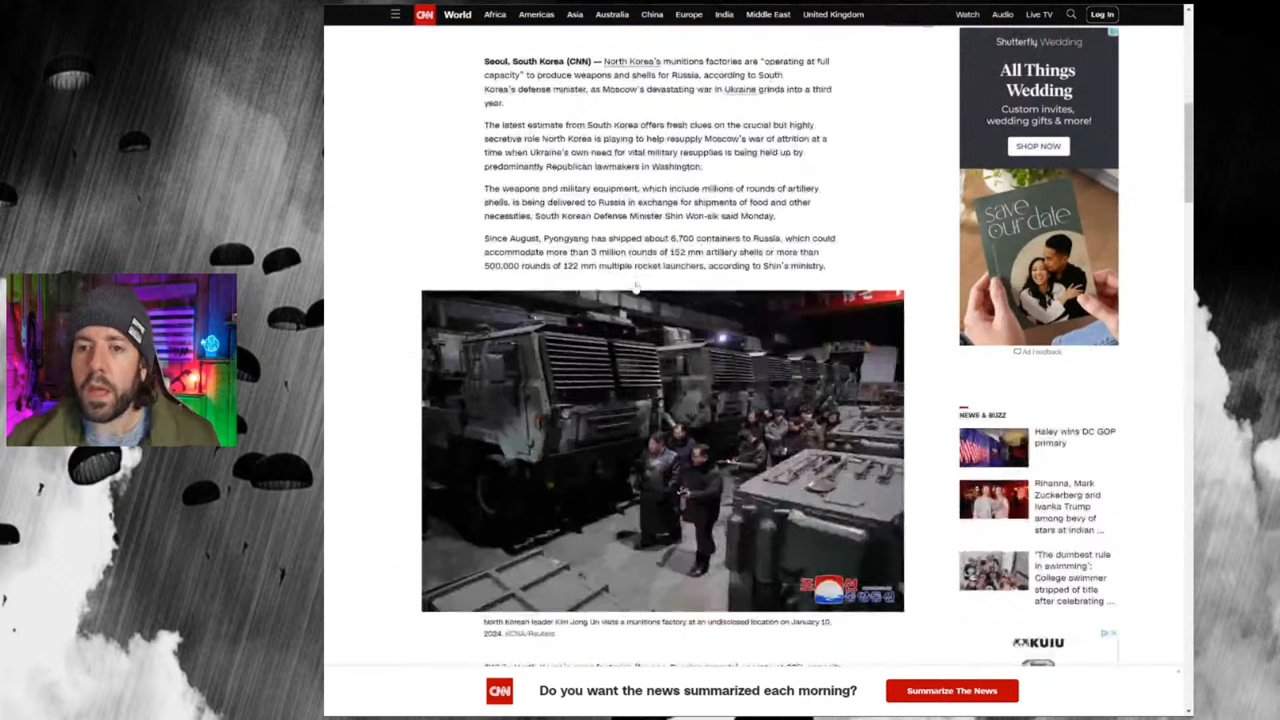 CNN World Africa Americas Asia Australia China Europe India Middle East United Kingdom Watch Audio Live TV Log In
Seoul, South Korea (CNN) — North Korea's munitions factories are "operating at full
capacity" to produce weapons and shells for Russia, according to South
Korea's defense minister, as Moscow's devastating war in Ukraine grinds into a third
year.
The latest estimate from South Korea offers fresh clues on the crucial but highly
secretive role North Korea is playing to help resupply Moscow's war of attrition at a
time when Ukraine's own need for vital military resupplies is being held up by
predominantly Republican lawmakers in Washington.
The weapons and military equipment, which include millions of rounds of artillery
shells, is being delivered to Russia in exchange for shipments of food and other
necessities, South Korean Defense Minister Shin Won-sik said Monday.
Since August, Pyongyang has shipped about 6,700 containers to Russia, which could
accommodate more than 3 million rounds of 152 mm artillery shells or more than
500,000 rounds of 122 mm multiple rocket launchers, according to Shin's ministry.
North Korean leader Kim Jong Un visits a munitions factory at an undisclosed location on January 10,
2024. KCNA/Reuters
Shutterfly Wedding
All Things
Wedding
Custom invites,
wedding gifts & more!
SHOP NOW
save
our date
Ad Feedback
NEWS & BUZZ
Haley wins DC GOP
primary
Rihanna, Mark
Zuckerberg and
Ivanka Trump
among bevy of
stars at Indian ...
'The dumbest rule
in swimming':
College swimmer
stripped of title
after celebrating ...
KUIU
CNN Do you want the news summarized each morning? Summarize The News